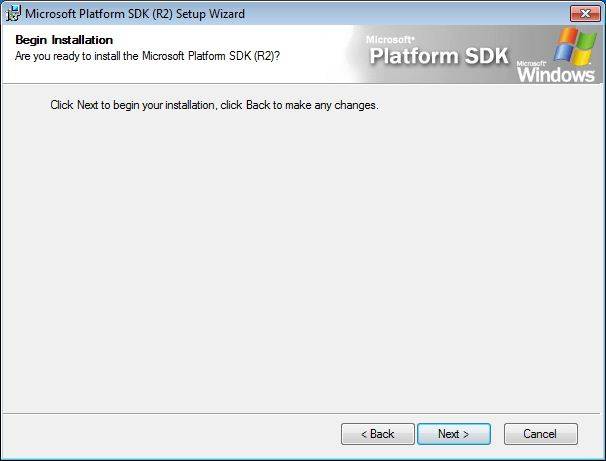 Microsoft Platform SDK (R2) Setup Wizard
Begin Installation
Are you ready to install the Microsoft Platform SDK (R2)?
Microsoft®
Platform SDK
Microsoft®
Windows
Click Next to begin your installation, click Back to make any changes.
< Back
Next >
Cancel